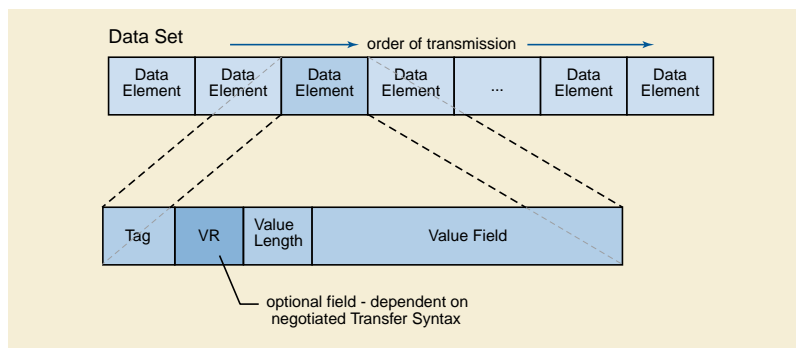 Data Set
order of transmission
Data
Element
Data
Element
Data
Element
Data
Element
...
Data
Element
Data
Element
Tag
VR
Value
Length
Value Field
optional field - dependent on
negotiated Transfer Syntax